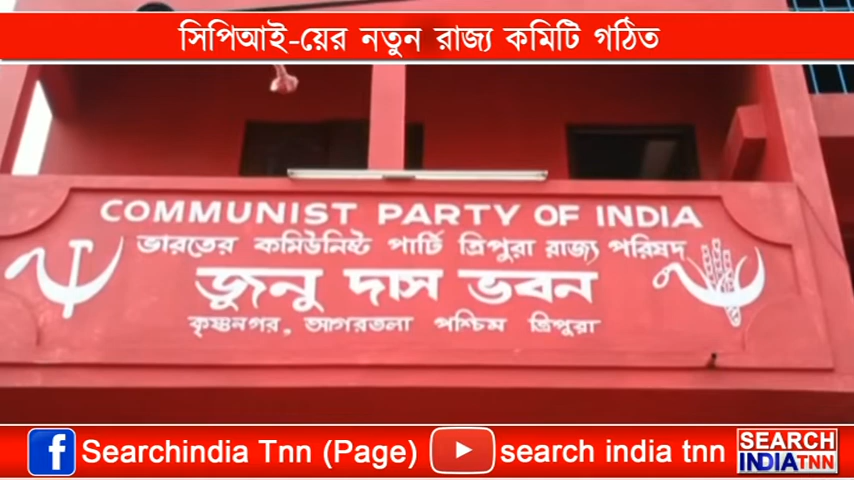 সিপিআই-য়ের নতুন রাজ্য কমিটি গঠিত
COMMUNIST PARTY OF INDIA
ভারতের কমিউনিষ্ট পার্টি ত্রিপুরা রাজ্য পরিষদ
জুনু দাস ভবন
কৃষ্ণনগর, আগরতলা পশ্চিম ত্রিপুরা
Searchindia Tnn (Page) search india tnn
SEARCH
INDIATNN